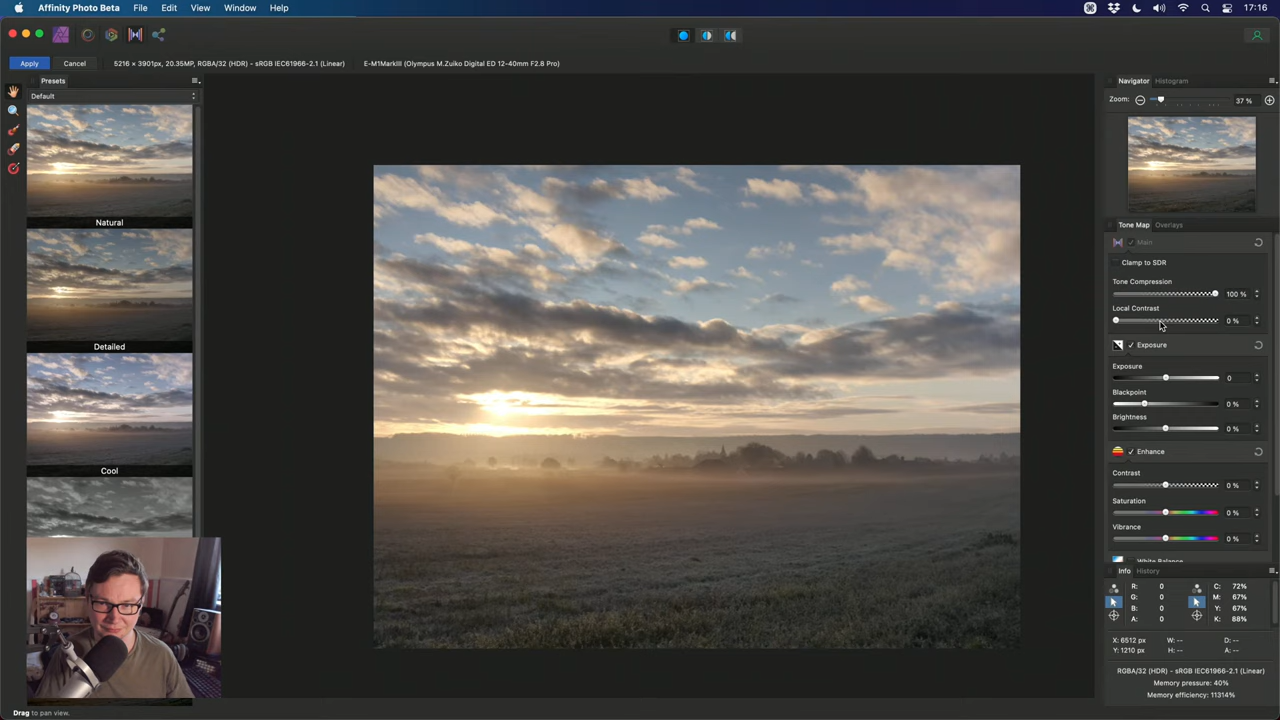 Affinity Photo Beta File Edit View Window Help 17:16
Apply Cancel 5216 × 3901px, 20.35MP, RGBA/32 (HDR) - sRGB IEC61966-2.1 (Linear) E-M1MarkIII (Olympus M.Zuiko Digital ED 12-40mm F2.8 Pro)
Presets
Default
Natural
Detailed
Cool
Navigator Histogram
Zoom: 37 %
Tone Map Overlays
Main
Clamp to SDR
Tone Compression
100 %
Local Contrast
0 %
Exposure
Exposure
0
Blackpoint
0 %
Brightness
0 %
Enhance
Contrast
0 %
Saturation
0 %
Vibrance
0 %
White Balance
Info History
R: 0 C: 72%
G: 0 M: 67%
B: 0 Y: 67%
A: 0 K: 88%
X: 6512 px W: -- D: --
Y: 1210 px H: -- A: --
RGBA/32 (HDR) - sRGB IEC61966-2.1 (Linear)
Memory pressure: 40%
Memory efficiency: 11314%
Drag to pan view.